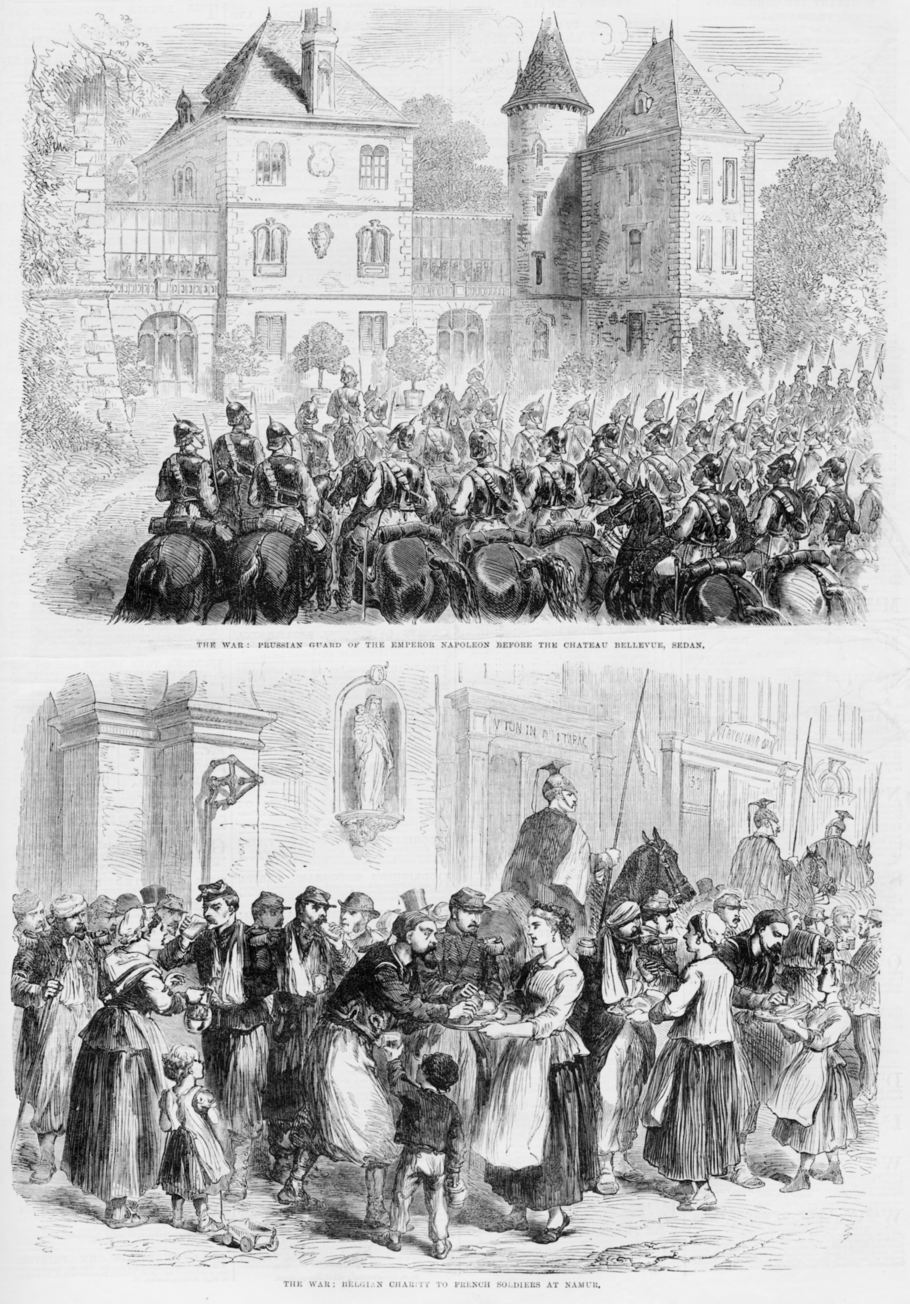 THE WAR: PRUSSIAN GUARD OF THE EMPEROR NAPOLEON BEFORE THE CHATEAU BELLEVUE, SEDAN.
THE WAR: BELGIAN CHARITY TO FRENCH SOLDIERS AT NAMUR.